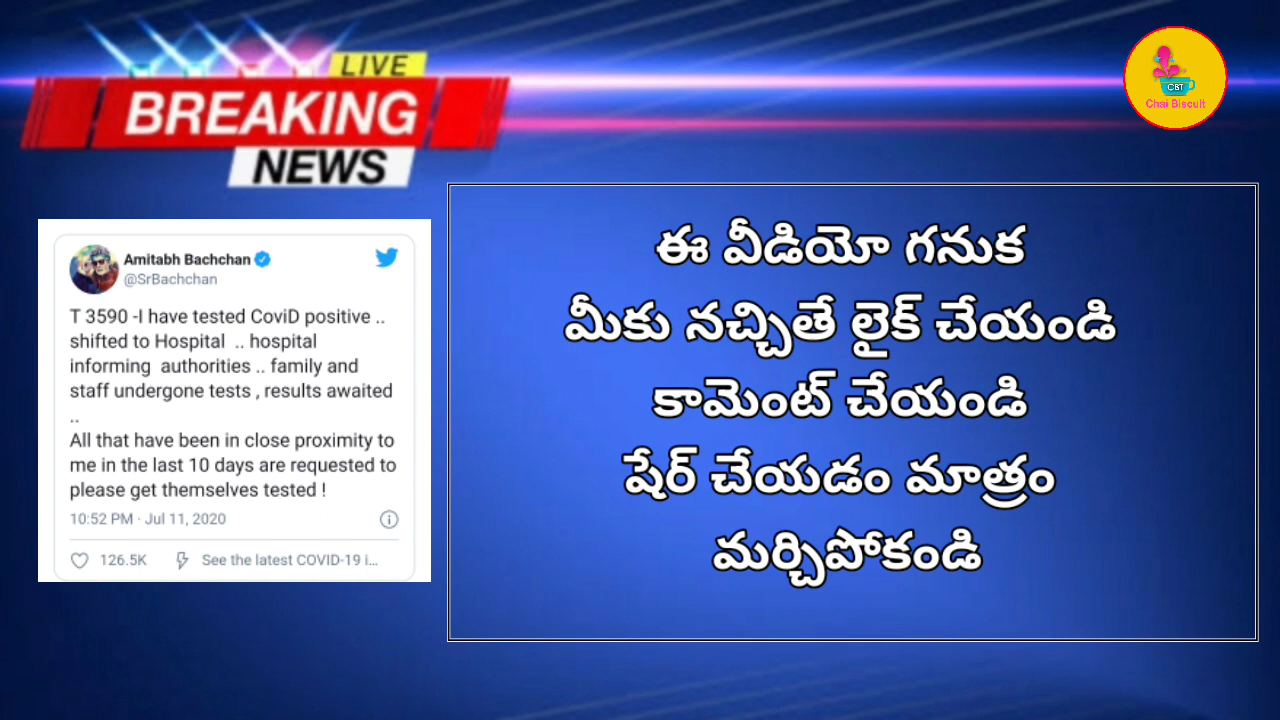 LIVE
BREAKING
NEWS
CBT
Chai Biscuit
Amitabh Bachchan
@SrBachchan
T 3590 -I have tested CoviD positive ..
shifted to Hospital .. hospital
informing authorities .. family and
staff undergone tests , results awaited
..
All that have been in close proximity to
me in the last 10 days are requested to
please get themselves tested !
10:52 PM · Jul 11, 2020
126.5K See the latest COVID-19 i...
ఈ వీడియో గనుక
మీకు నచ్చితే లైక్ చేయండి
కామెంట్ చేయండి
షేర్ చేయడం మాత్రం
మర్చిపోకండి